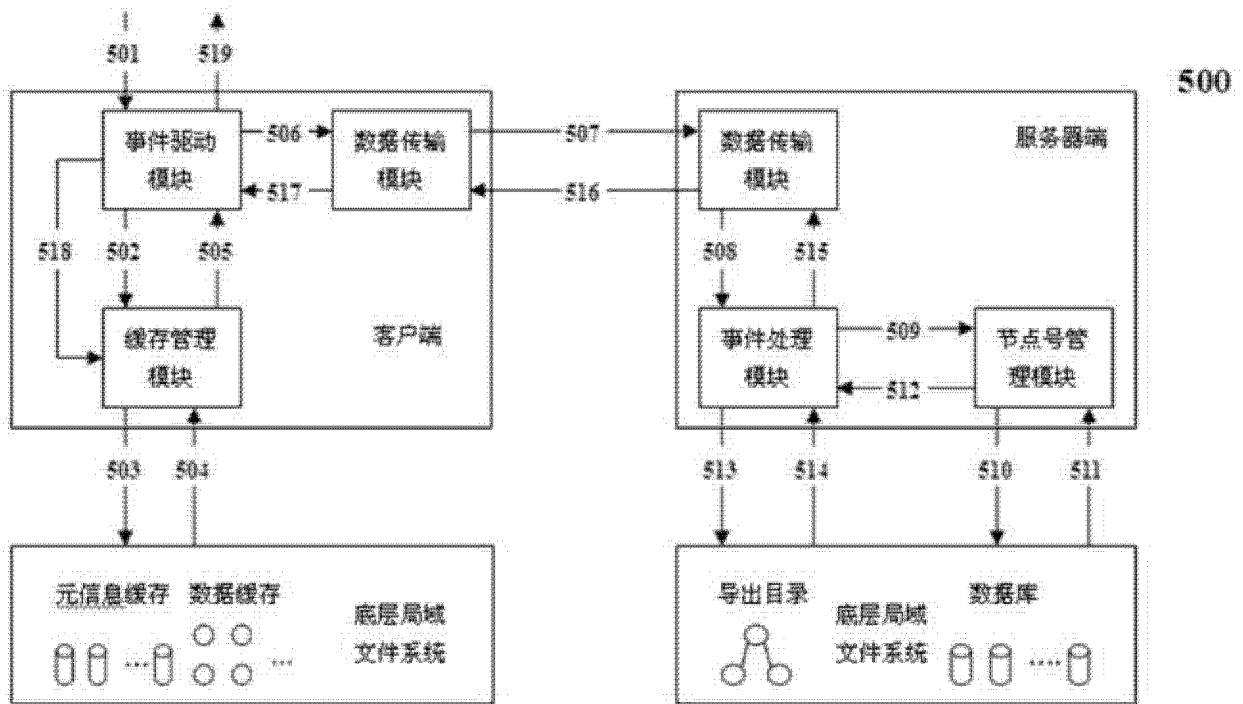 501
519
500
事件驱动
模块
506
517
数据传输
模块
507
516
数据传输
模块
服务器端
518
502
505
508
515
缓存管理
模块
客户端
事件处理
模块
509
512
节点号管
理模块
503
504
513
514
510
511
元信息缓存
数据缓存
底层局域
文件系统
...
...
导出目录
底层局域
文件系统
数据库
....